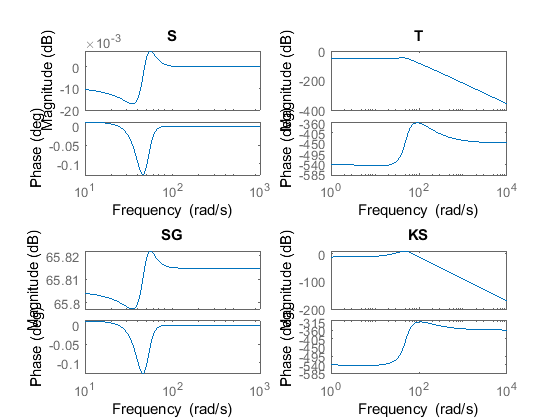 S
×10⁻³
Magnitude (dB)
0
-10
-20
Phase (deg)
0
-0.05
-0.1
10¹ 10² 10³
Frequency (rad/s)
T
Magnitude (dB)
0
-200
-400
Phase (deg)
-360
-405
-450
-495
-540
-585
10⁰ 10² 10⁴
Frequency (rad/s)
SG
Magnitude (dB)
65.82
65.81
65.8
Phase (deg)
0
-0.05
-0.1
10¹ 10² 10³
Frequency (rad/s)
KS
Magnitude (dB)
0
-100
-200
-315
-360
-405
-450
-495
-540
-585
Phase (deg)
10⁰ 10² 10⁴
Frequency (rad/s)